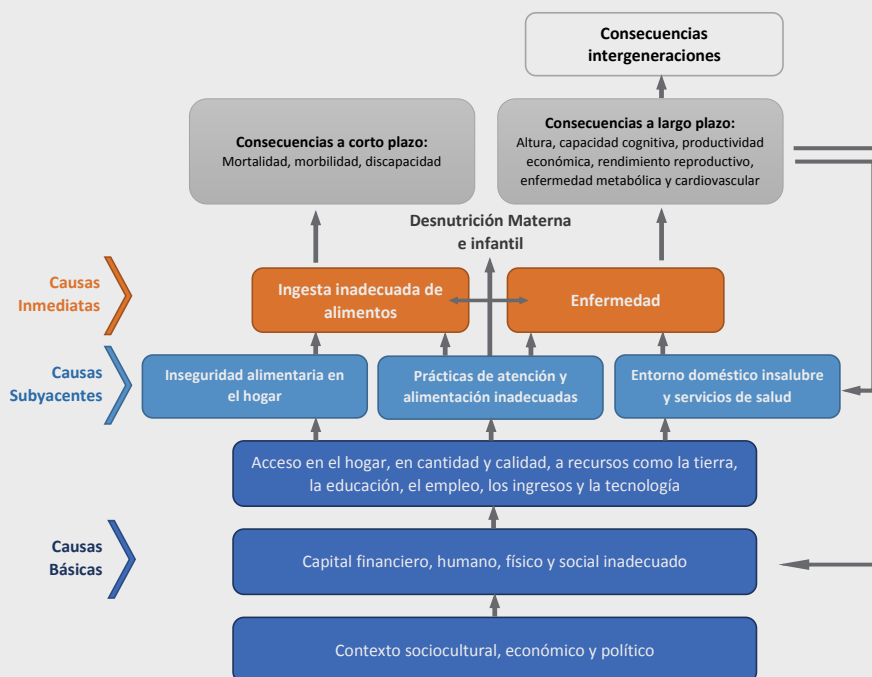 Consecuencias
intergeneraciones
Consecuencias a corto plazo:
Mortalidad, morbilidad, discapacidad
Consecuencias a largo plazo:
Altura, capacidad cognitiva, productividad
económica, rendimiento reproductivo,
enfermedad metabólica y cardiovascular
Desnutrición Materna
e infantil
Causas
Inmediatas
Ingesta inadecuada de
alimentos
Enfermedad
Causas
Subyacentes
Inseguridad alimentaria en
el hogar
Prácticas de atención y
alimentación inadecuadas
Entorno doméstico insalubre
y servicios de salud
Acceso en el hogar, en cantidad y calidad, a recursos como la tierra,
la educación, el empleo, los ingresos y la tecnología
Causas
Básicas
Capital financiero, humano, físico y social inadecuado
Contexto sociocultural, económico y político